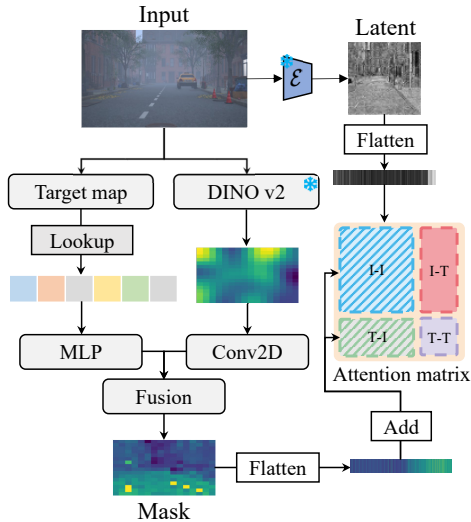 Input
Latent
ℰ
Flatten
Target map
DINO v2
Lookup
I-I
I-T
T-I
T-T
Attention matrix
MLP
Conv2D
Fusion
Add
Flatten
Mask